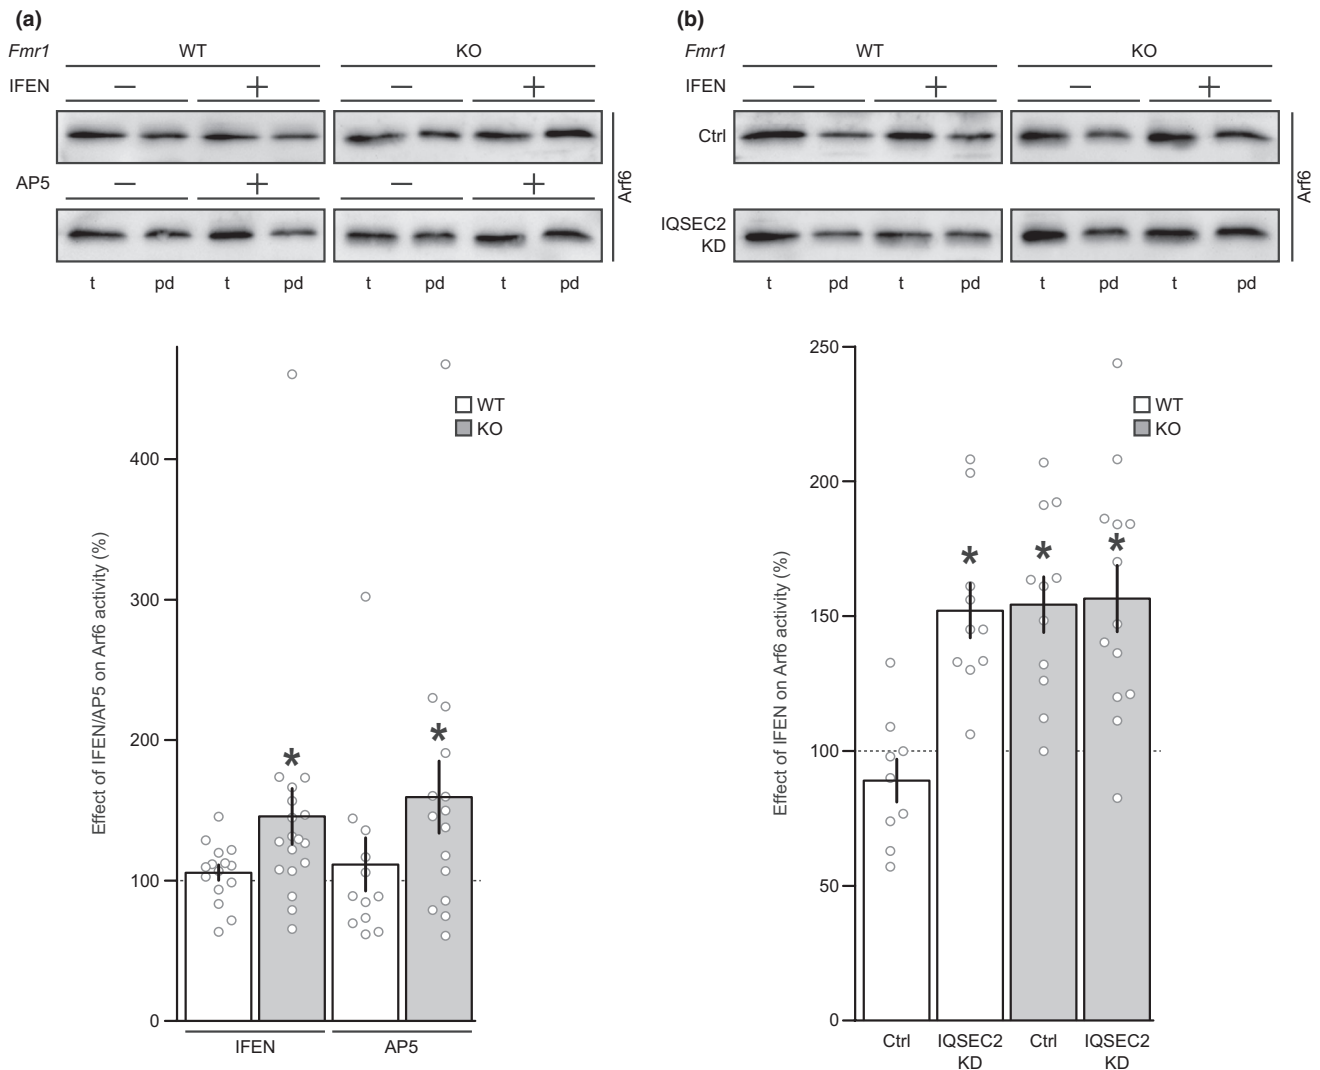 (a)
Fmr1 WT KO
IFEN − + − +
AP5 − + − +
Arf6
t pd t pd t pd t pd
400
300
200
100
0
Effect of IFEN/AP5 on Arf6 activity (%)
WT
KO
*
*
IFEN AP5
(b)
Fmr1 WT KO
IFEN − + − +
Ctrl
IQSEC2
KD
Arf6
t pd t pd t pd t pd
250
200
150
100
50
0
Effect of IFEN on Arf6 activity (%)
WT
KO
* * *
Ctrl IQSEC2 Ctrl IQSEC2
KD KD